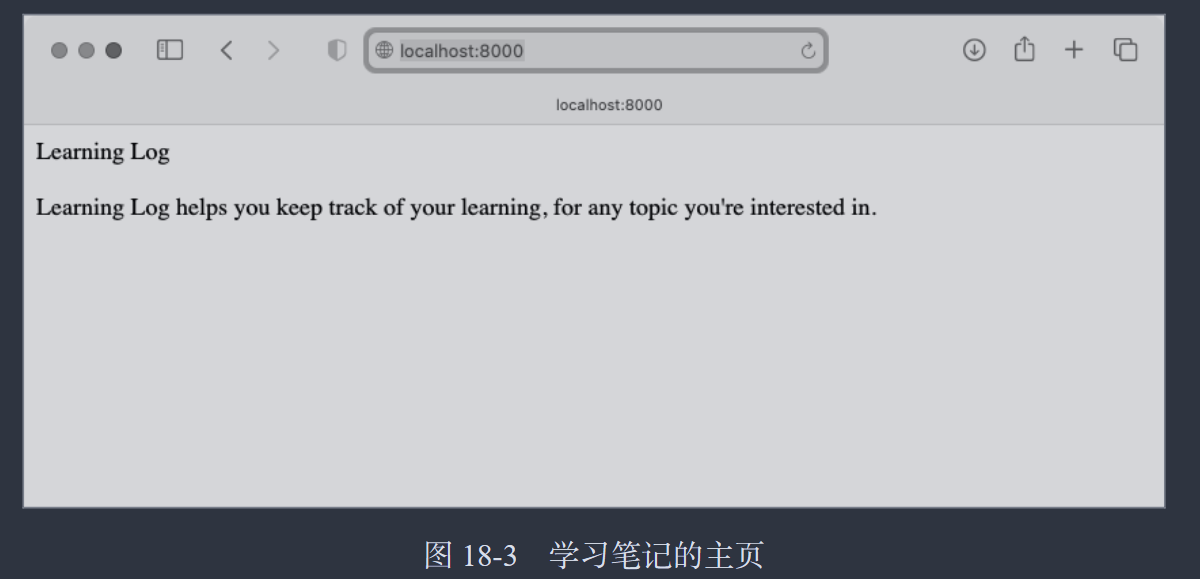 localhost:8000
localhost:8000
Learning Log
Learning Log helps you keep track of your learning, for any topic you're interested in.
图 18-3　学习笔记的主页